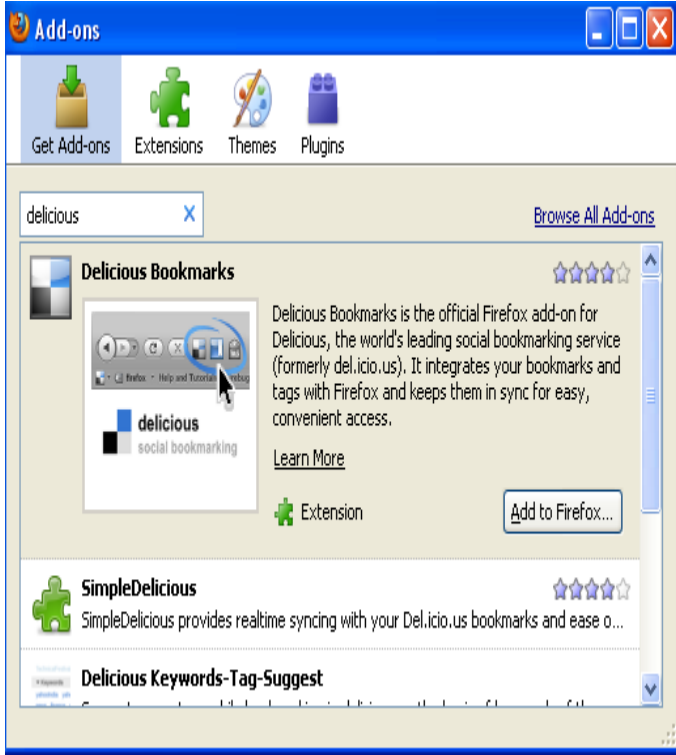 Add-ons
Get Add-ons Extensions Themes Plugins
delicious
Browse All Add-ons
Delicious Bookmarks
Delicious Bookmarks is the official Firefox add-on for
Delicious, the world's leading social bookmarking service
(formerly del.icio.us). It integrates your bookmarks and
tags with Firefox and keeps them in sync for easy,
convenient access.
firefox Help and Tutorials
delicious
social bookmarking
Learn More
Extension
Add to Firefox...
SimpleDelicious
SimpleDelicious provides realtime syncing with your Del.icio.us bookmarks and ease o...
Delicious Keywords-Tag-Suggest